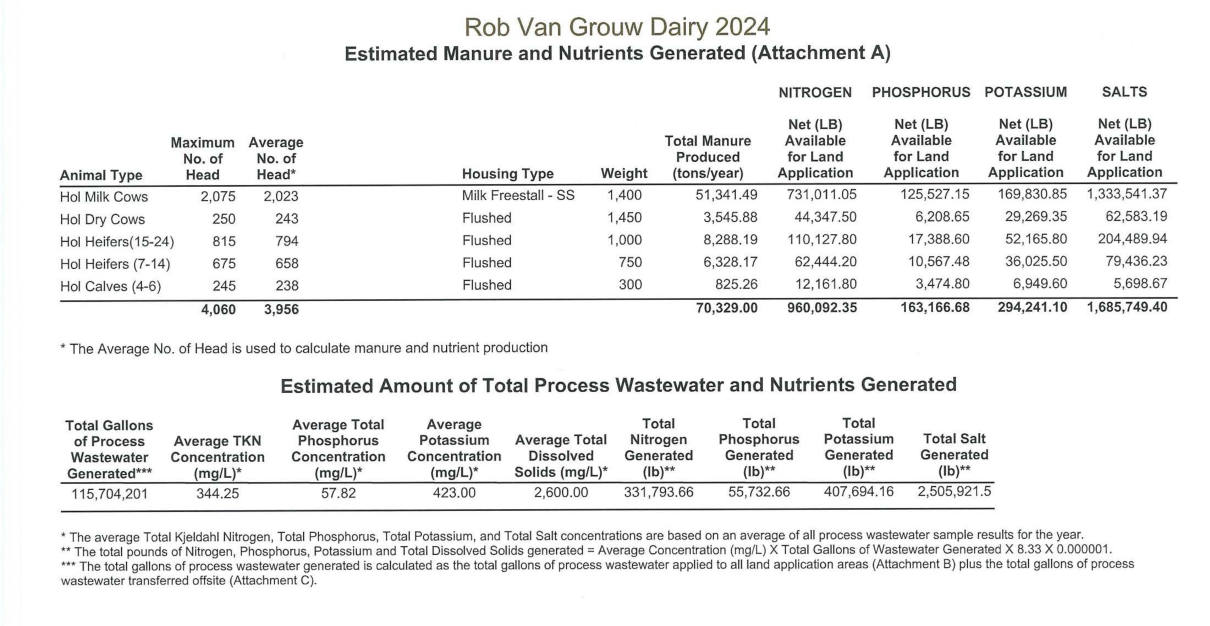 Rob Van Grouw Dairy 2024
Estimated Manure and Nutrients Generated (Attachment A)
NITROGEN PHOSPHORUS POTASSIUM SALTS
Animal Type Maximum No. of Head Average No. of Head* Housing Type Weight Total Manure Produced (tons/year) Net (LB) Available for Land Application Net (LB) Available for Land Application Net (LB) Available for Land Application Net (LB) Available for Land Application
Hol Milk Cows 2,075 2,023 Milk Freestall - SS 1,400 51,341.49 731,011.05 125,527.15 169,830.85 1,333,541.37
Hol Dry Cows 250 243 Flushed 1,450 3,545.88 44,347.50 6,208.65 29,269.35 62,583.19
Hol Heifers(15-24) 815 794 Flushed 1,000 8,288.19 110,127.80 17,388.60 52,165.80 204,489.94
Hol Heifers (7-14) 675 658 Flushed 750 6,328.17 62,444.20 10,567.48 36,025.50 79,436.23
Hol Calves (4-6) 245 238 Flushed 300 825.26 12,161.80 3,474.80 6,949.60 5,698.67
4,060 3,956 70,329.00 960,092.35 163,166.68 294,241.10 1,685,749.40
* The Average No. of Head is used to calculate manure and nutrient production
Estimated Amount of Total Process Wastewater and Nutrients Generated
Total Gallons of Process Wastewater Generated*** Average TKN Concentration (mg/L)* Average Total Phosphorus Concentration (mg/L)* Average Potassium Concentration (mg/L)* Average Total Dissolved Solids (mg/L)* Total Nitrogen Generated (lb)** Total Phosphorus Generated (lb)** Total Potassium Generated (lb)** Total Salt Generated (lb)**
115,704,201 344.25 57.82 423.00 2,600.00 331,793.66 55,732.66 407,694.16 2,505,921.5
* The average Total Kjeldahl Nitrogen, Total Phosphorus, Total Potassium, and Total Salt concentrations are based on an average of all process wastewater sample results for the year.
** The total pounds of Nitrogen, Phosphorus, Potassium and Total Dissolved Solids generated = Average Concentration (mg/L) X Total Gallons of Wastewater Generated X 8.33 X 0.000001.
*** The total gallons of process wastewater generated is calculated as the total gallons of process wastewater applied to all land application areas (Attachment B) plus the total gallons of process
wastewater transferred offsite (Attachment C).